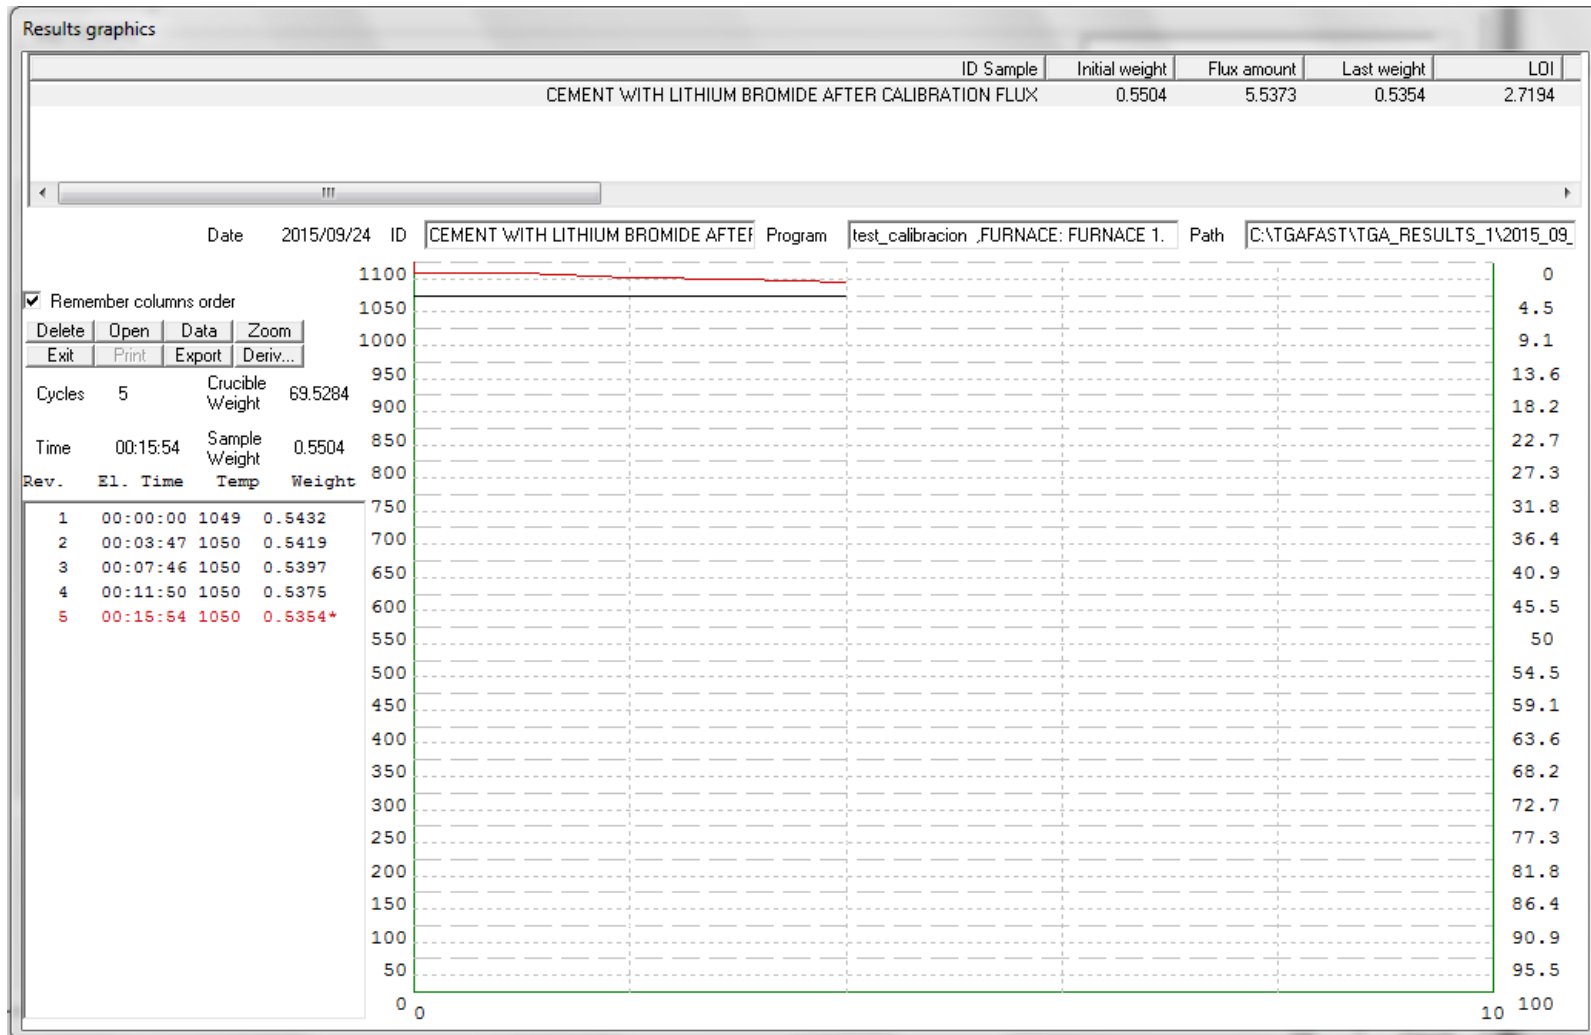 Results graphics
ID Sample Initial weight Flux amount Last weight LOI
CEMENT WITH LITHIUM BROMIDE AFTER CALIBRATION FLUX 0.5504 5.5373 0.5354 2.7194
Date 2015/09/24 ID CEMENT WITH LITHIUM BROMIDE AFTEF Program test_calibracion ,FURNACE: FURNACE 1. Path C:\TGAFAST\TGA_RESULTS_1\2015_09_
Remember columns order
Delete Open Data Zoom
Exit Print Export Deriv...
Cycles 5 Crucible Weight 69.5284
Time 00:15:54 Sample Weight 0.5504
Rev. El. Time Temp Weight
1 00:00:00 1049 0.5432
2 00:03:47 1050 0.5419
3 00:07:46 1050 0.5397
4 00:11:50 1050 0.5375
5 00:15:54 1050 0.5354*
1100 0
1050 4.5
1000 9.1
950 13.6
900 18.2
850 22.7
800 27.3
750 31.8
700 36.4
650 40.9
600 45.5
550 50
500 54.5
450 59.1
400 63.6
350 68.2
300 72.7
250 77.3
200 81.8
150 86.4
100 90.9
50 95.5
0 100
0 10